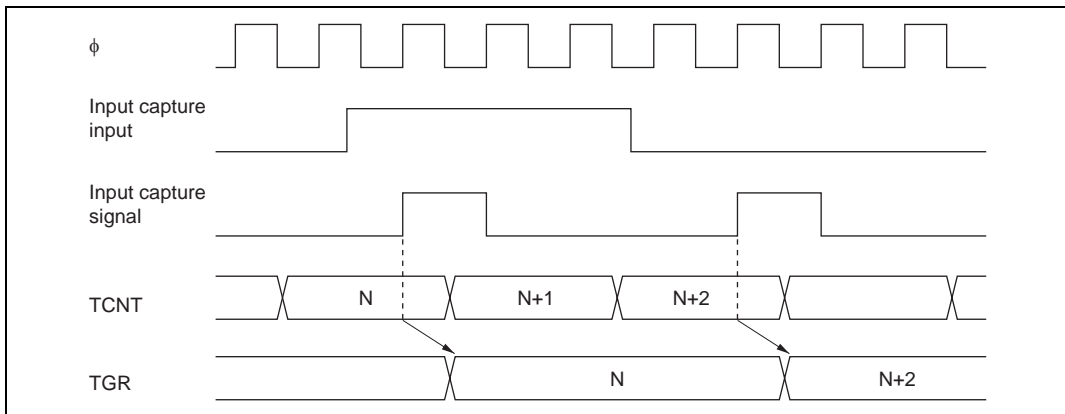 ϕ
Input capture
input
Input capture
signal
TCNT
N
N+1
N+2
TGR
N
N+2